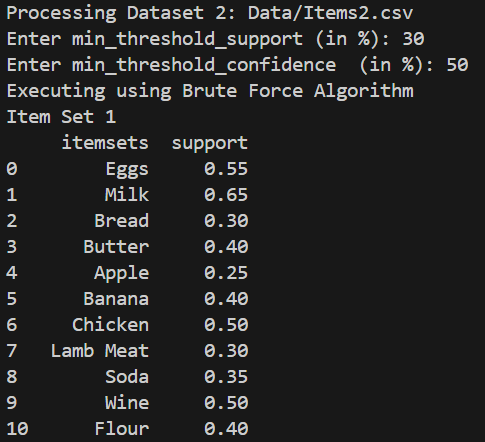 Processing Dataset 2: Data/Items2.csv
Enter min_threshold_support (in %): 30
Enter min_threshold_confidence  (in %): 50
Executing using Brute Force Algorithm
Item Set 1
     itemsets  support
0        Eggs     0.55
1        Milk     0.65
2       Bread     0.30
3      Butter     0.40
4       Apple     0.25
5      Banana     0.40
6     Chicken     0.50
7   Lamb Meat     0.30
8        Soda     0.35
9        Wine     0.50
10      Flour     0.40